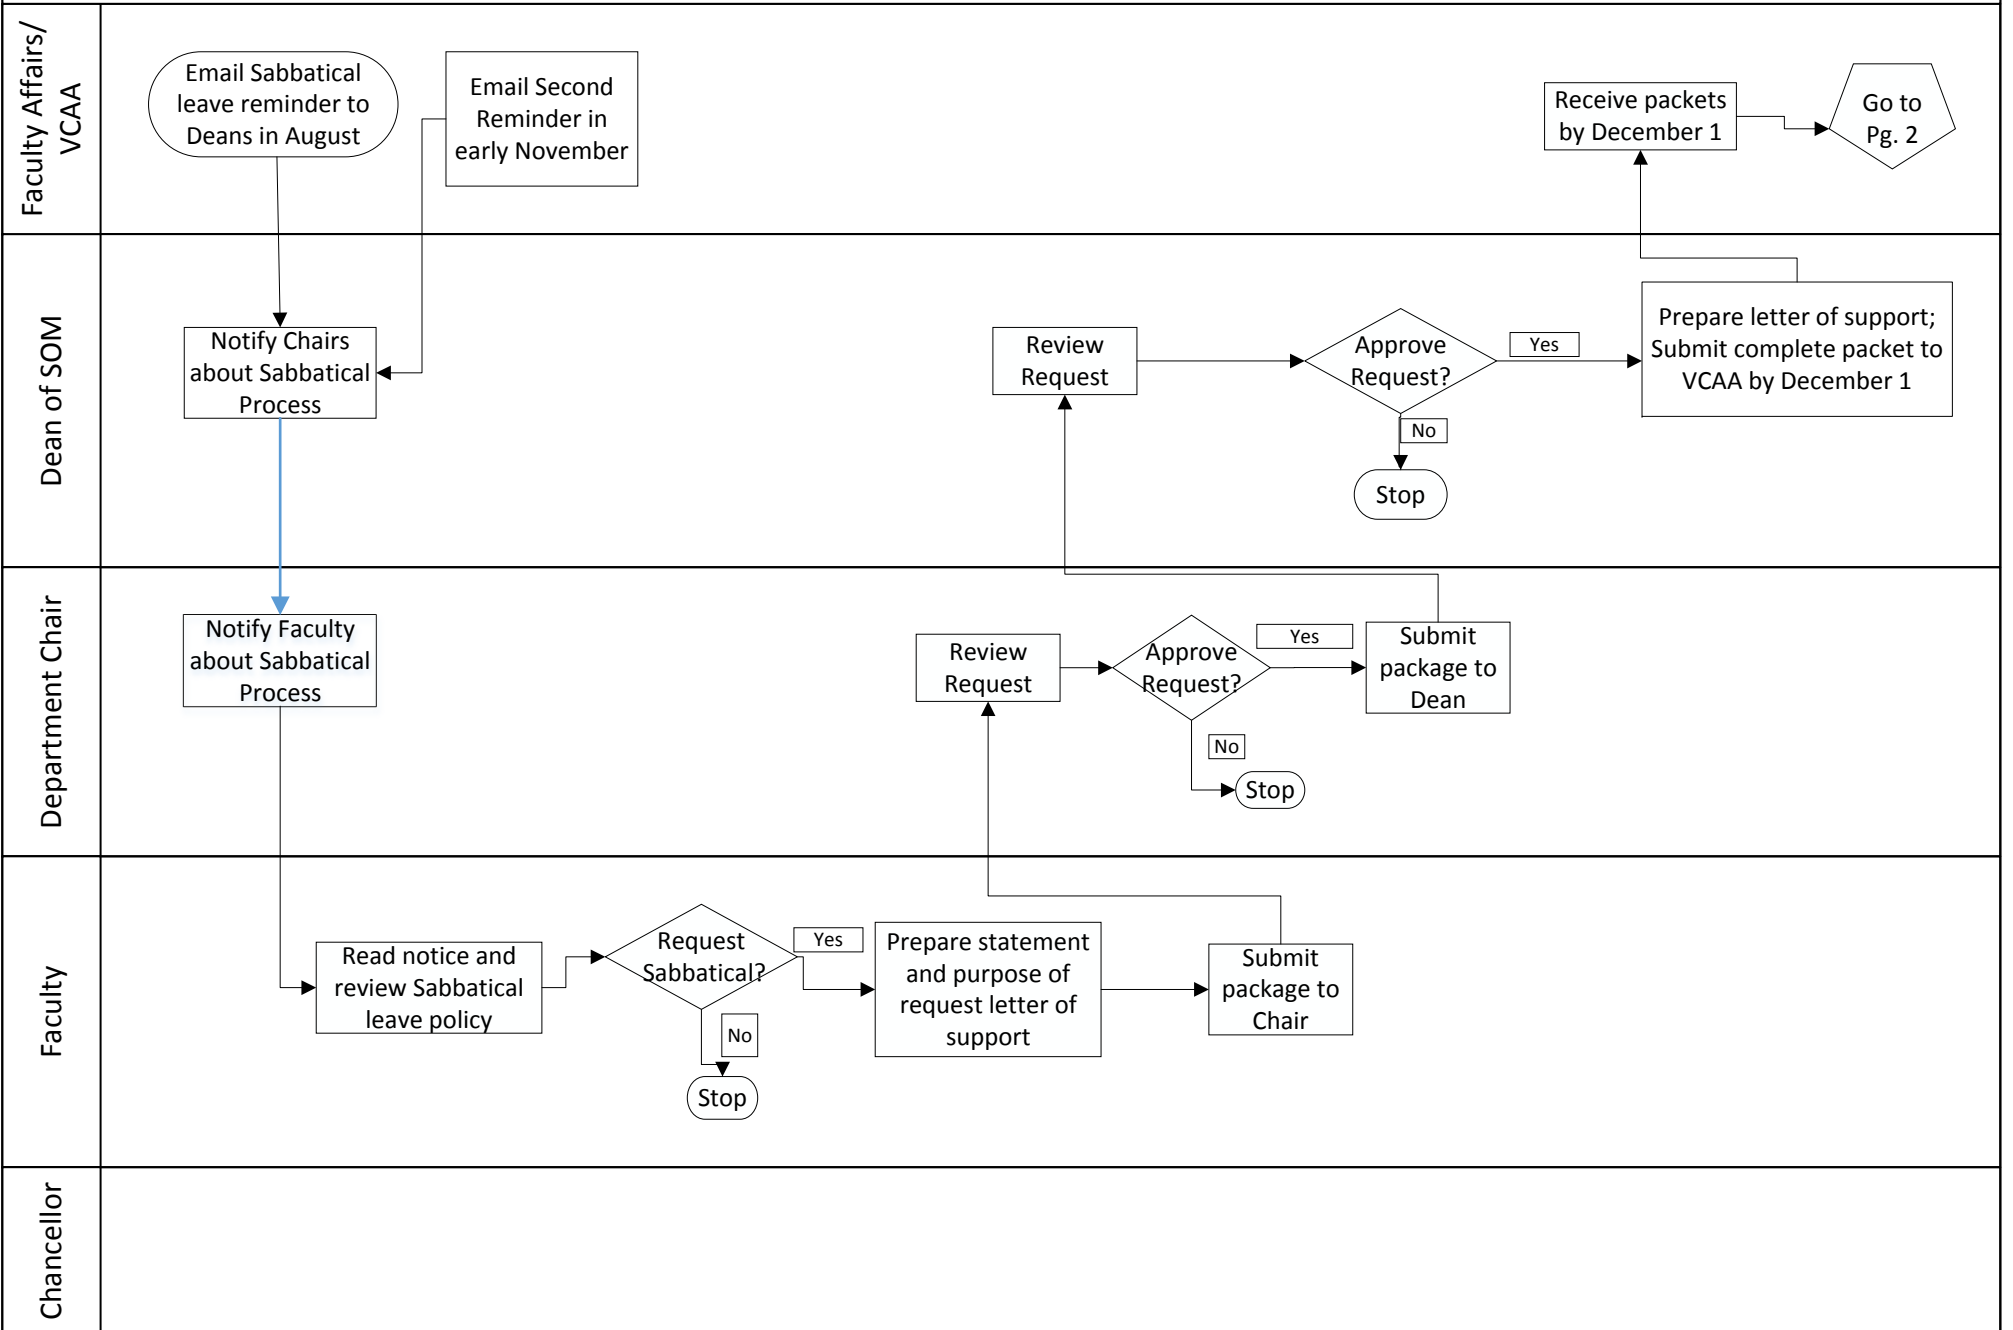 Faculty Affairs/
VCAA
Email Sabbatical
leave reminder to
Deans in August
Email Second
Reminder in
early November
Receive packets
by December 1
Go to
Pg. 2
Dean of SOM
Notify Chairs
about Sabbatical
Process
Review
Request
Approve
Request?
Yes
No
Stop
Prepare letter of support;
Submit complete packet to
VCAA by December 1
Department Chair
Notify Faculty
about Sabbatical
Process
Review
Request
Approve
Request?
Yes
No
Stop
Submit
package to
Dean
Faculty
Read notice and
review Sabbatical
leave policy
Request
Sabbatical?
Yes
No
Stop
Prepare statement
and purpose of
request letter of
support
Submit
package to
Chair
Chancellor